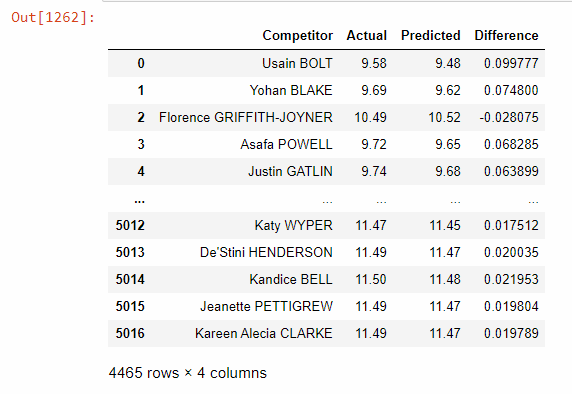 Out[1262]:
Competitor Actual Predicted Difference
0 Usain BOLT 9.58 9.48 0.099777
1 Yohan BLAKE 9.69 9.62 0.074800
2 Florence GRIFFITH-JOYNER 10.49 10.52 -0.028075
3 Asafa POWELL 9.72 9.65 0.068285
4 Justin GATLIN 9.74 9.68 0.063899
... ... ... ... ...
5012 Katy WYPER 11.47 11.45 0.017512
5013 De'Stini HENDERSON 11.49 11.47 0.020035
5014 Kandice BELL 11.50 11.48 0.021953
5015 Jeanette PETTIGREW 11.49 11.47 0.019804
5016 Kareen Alecia CLARKE 11.49 11.47 0.019789
4465 rows × 4 columns